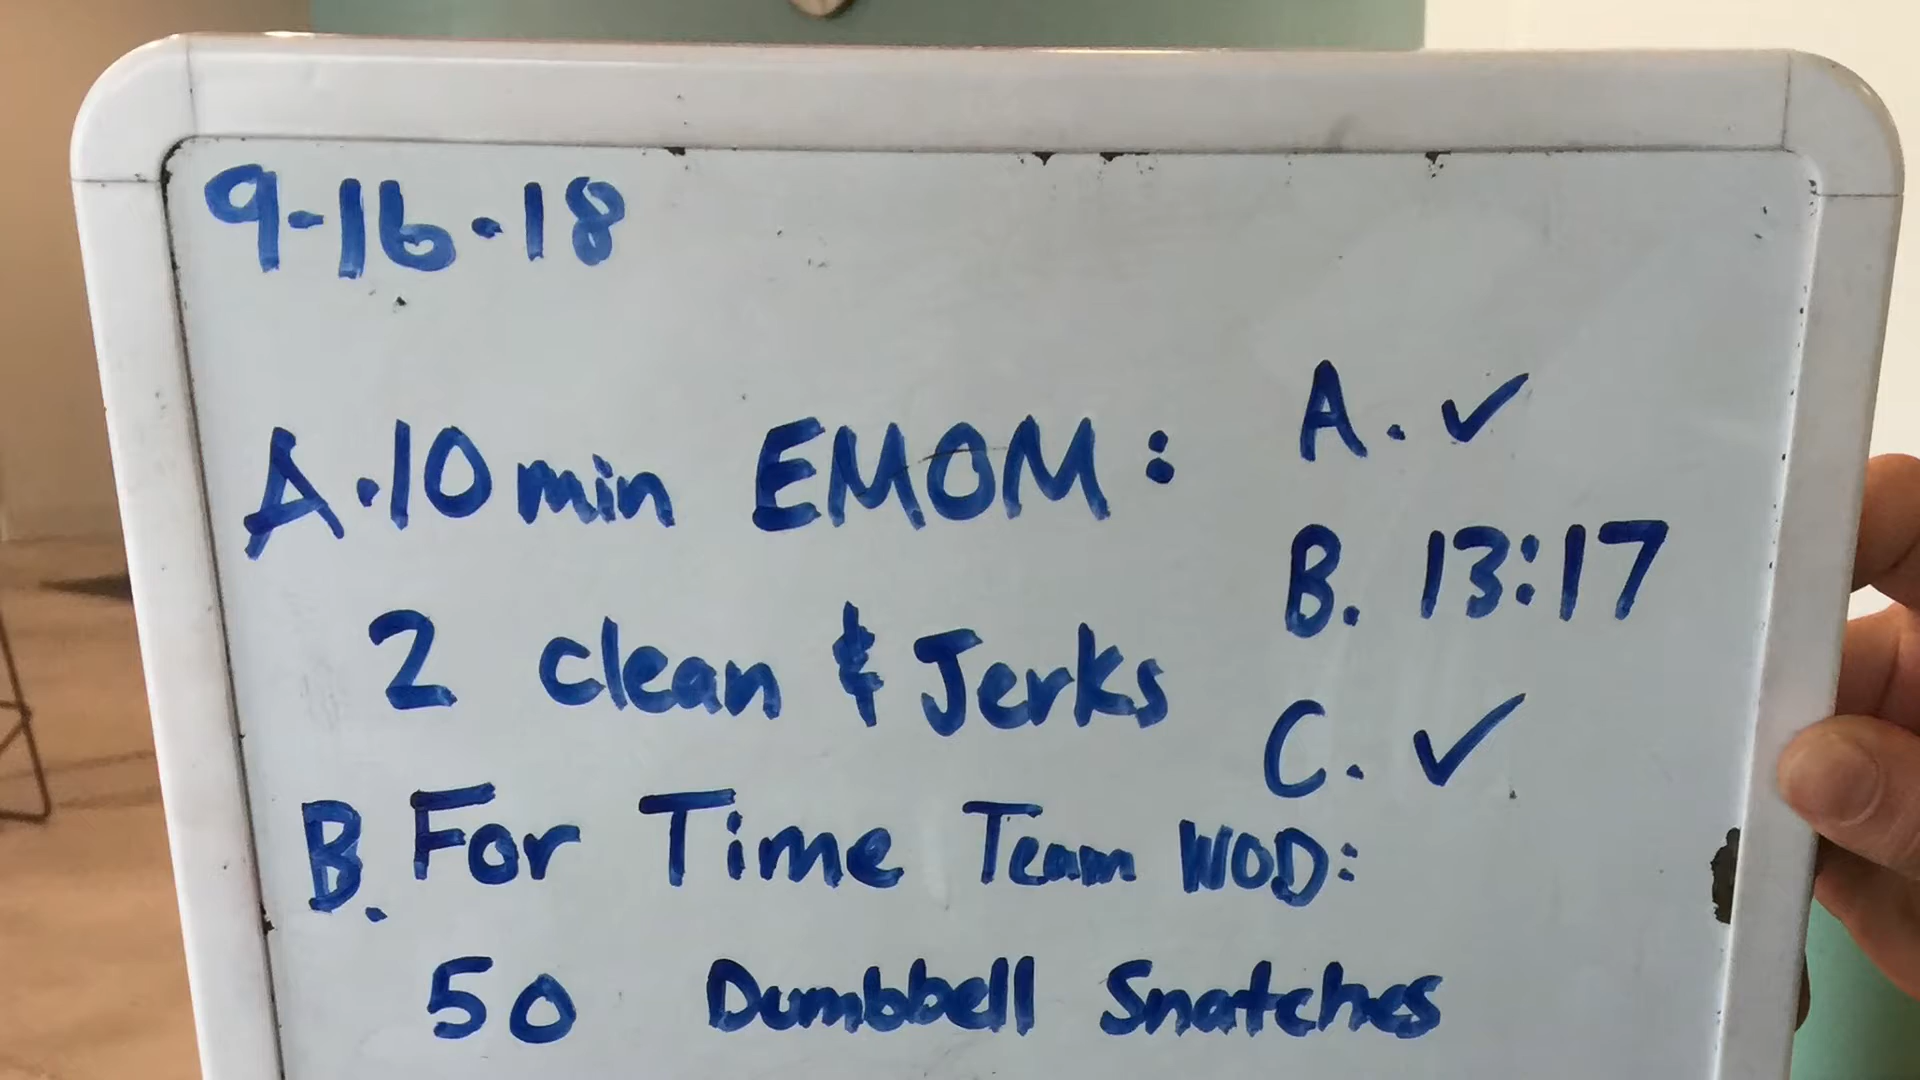 9-16-18
A. 10 min EMOM:
2 clean & Jerks
B. For Time Team WOD:
50 Dumbbell Snatches
A. ✓
B. 13:17
C. ✓